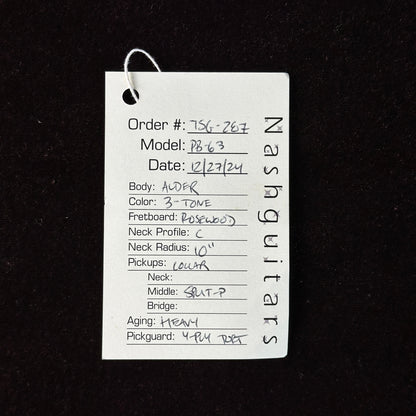 Order #: TSG-267
Model: PB-63
Date: 12/27/24
Body: ALDER
Color: 3-TONE
Fretboard: ROSEWOOD
Neck Profile: C
Neck Radius: 10"
Pickups: LOLLAR
Neck:
Middle: SPLIT-P
Bridge:
Aging: HEAVY
Pickguard: 4-PLY TORT
Nashguitars